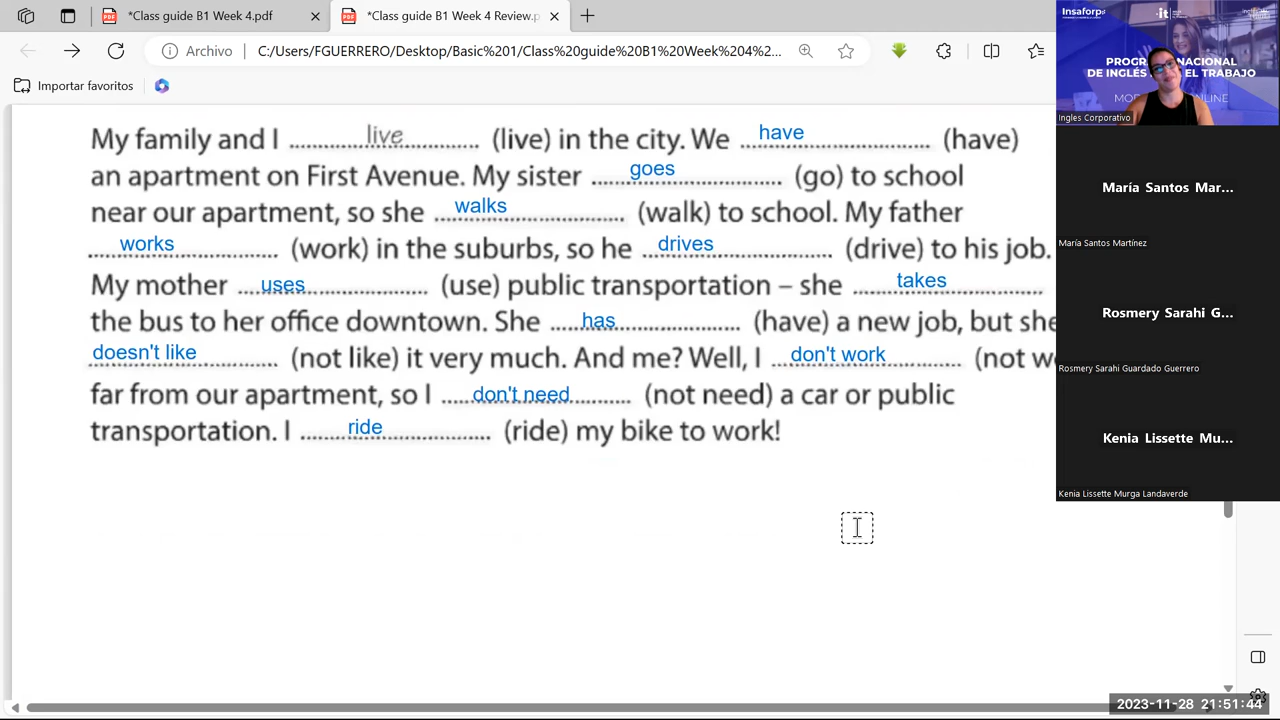 *Class guide B1 Week 4.pdf
*Class guide B1 Week 4 Review.p
Archivo
C:/Users/FGUERRERO/Desktop/Basic%201/Class%20guide%20B1%20Week%204%2...
Importar favoritos
My family and I live (live) in the city. We have (have)
an apartment on First Avenue. My sister goes (go) to school
near our apartment, so she walks (walk) to school. My father
works (work) in the suburbs, so he drives (drive) to his job.
My mother uses (use) public transportation – she takes
the bus to her office downtown. She has (have) a new job, but she
doesn't like (not like) it very much. And me? Well, I don't work (not w
far from our apartment, so I don't need (not need) a car or public
transportation. I ride (ride) my bike to work!
Insaforp
it
PROGR NACIONAL
DE INGLÉS EL TRABAJO
Ingles Corporativo
María Santos Mar...
María Santos Martínez
Rosmery Sarahi G...
Rosmery Sarahi Guardado Guerrero
Kenia Lissette Mu...
Kenia Lissette Murga Landaverde
2023-11-28 21:51:44